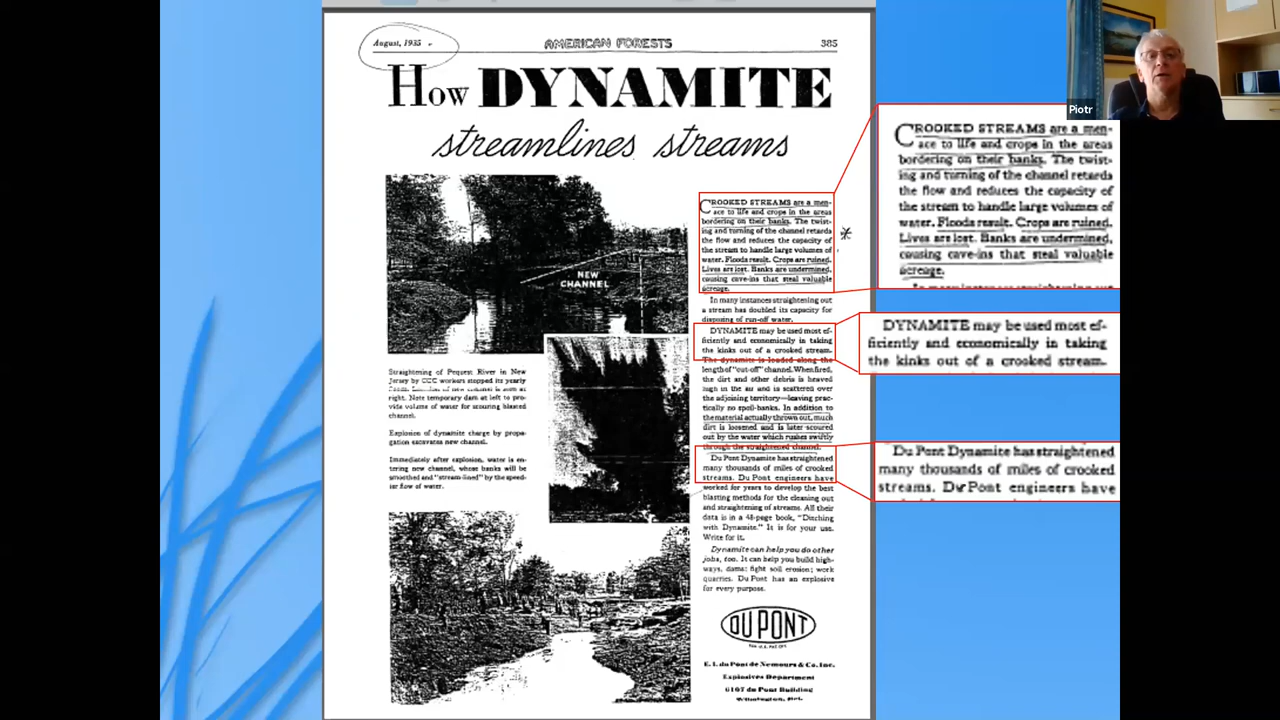 August, 1935
AMERICAN FORESTS
385
How DYNAMITE
streamlines streams
NEW
CHANNEL
Straightening of Pequest River in New
Jersey by CCC workers stopped its yearly
right. Note temporary dam at left to pro-
vide volume of water for scouring blasted
channel.
Explosion of dynamite charge by propa-
gation excavates new channel.
Immediately after explosion, water is en-
tering new channel, whose banks will be
smoothed and "stream-lined" by the speed-
ier flow of water.
CROOKED STREAMS are a men-
ace to life and crops in the areas
bordering on their banks. The twist-
ing and turning of the channel retards
the flow and reduces the capacity of
the stream to handle large volumes of
water. Floods result. Crops are ruined.
Lives are lost. Banks are undermined,
causing cave-ins that steal valuable
acreage.
In many instances straightening out
a stream has doubled its capacity for
disposing of run-off water.
DYNAMITE may be used most ef-
ficiently and economically in taking
the kinks out of a crooked stream.
The dynamite is loaded along the
length of "cut-off" channel. When fired,
the dirt and other debris is heaved
high in the air and is scattered over
the adjoining territory—leaving prac-
tically no spoil-banks. In addition to
the material actually thrown out, much
dirt is loosened and is later scoured
out by the water which rushes swiftly
through the straightened channel.
Du Pont Dynamite has straightened
many thousands of miles of crooked
streams. Du Pont engineers have
worked for years to develop the best
blasting methods for the cleaning out
and straightening of streams. All their
data is in a 48-page book, "Ditching
with Dynamite." It is for your use.
Write for it.
Dynamite can help you do other
jobs, too. It can help you build high-
ways, dams; fight soil erosion; work
quarries. Du Pont has an explosive
for every purpose.
DU PONT
E. I. du Pont de Nemours & Co. Inc.
Explosives Department
6167 du Pont Building
Wilmington, Del.
Piotr
CROOKED STREAMS are a men-
ace to life and crops in the areas
bordering on their banks. The twist-
ing and turning of the channel retards
the flow and reduces the capacity of
the stream to handle large volumes of
water. Floods result. Crops are ruined.
Lives are lost. Banks are undermined,
causing cave-ins that steal valuable
acreage.
DYNAMITE may be used most ef-
ficiently and economically in taking
the kinks out of a crooked stream.
Du Pont Dynamite has straightened
many thousands of miles of crooked
streams. Du Pont engineers have